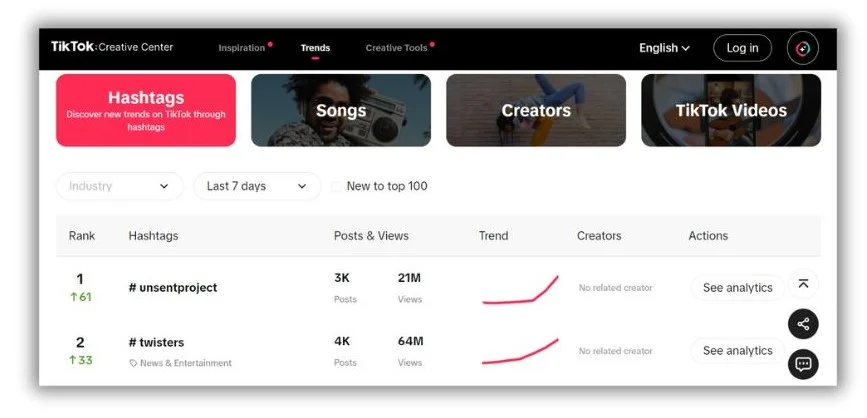 TikTok: Creative Center
Inspiration
Trends
Creative Tools
English
Log in
Hashtags
Discover new trends on TikTok through
hashtags
Songs
Creators
TikTok Videos
Industry
Last 7 days
New to top 100
Rank
Hashtags
Posts & Views
Trend
Creators
Actions
1
↑61
# unsentproject
3K
Posts
21M
Views
No related creator
See analytics
2
↑33
# twisters
News & Entertainment
4K
Posts
64M
Views
No related creator
See analytics